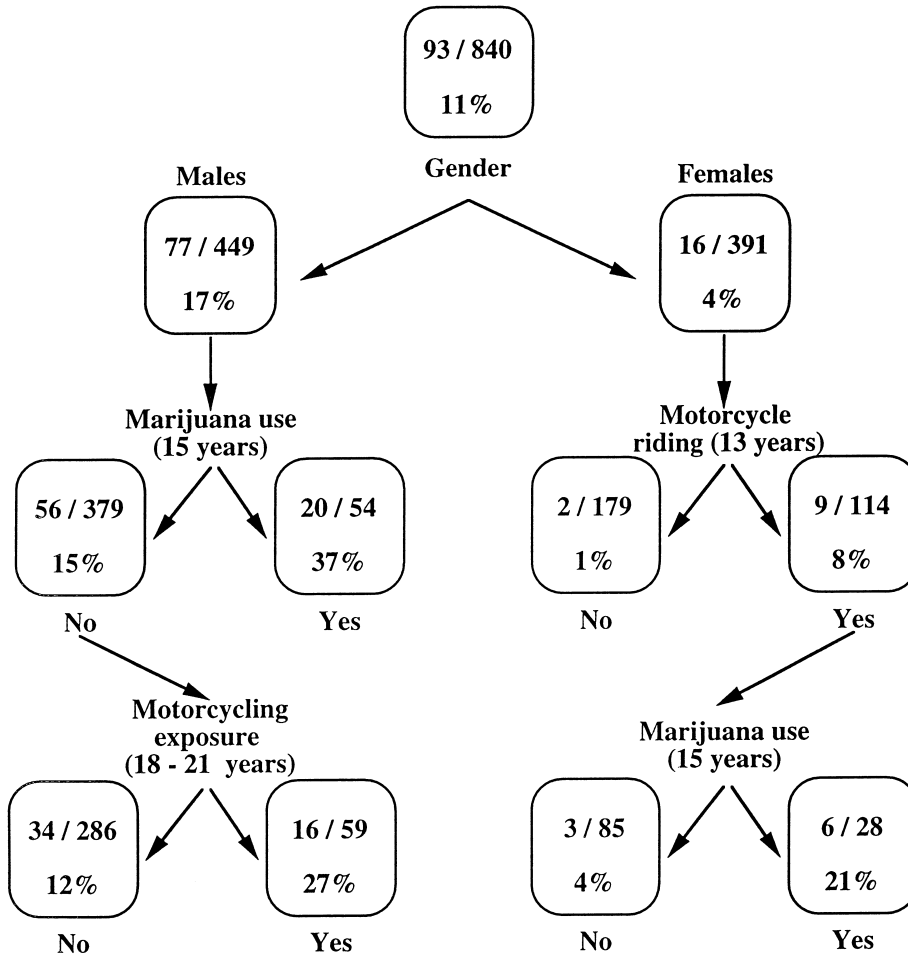 93 / 840
11%
Gender
Males
Females
77 / 449
17%
16 / 391
4%
Marijuana use
(15 years)
Motorcycle
riding (13 years)
56 / 379
15%
20 / 54
37%
2 / 179
1%
9 / 114
8%
No
Yes
No
Yes
Motorcycling
exposure
(18 - 21 years)
Marijuana use
(15 years)
34 / 286
12%
16 / 59
27%
3 / 85
4%
6 / 28
21%
No
Yes
No
Yes